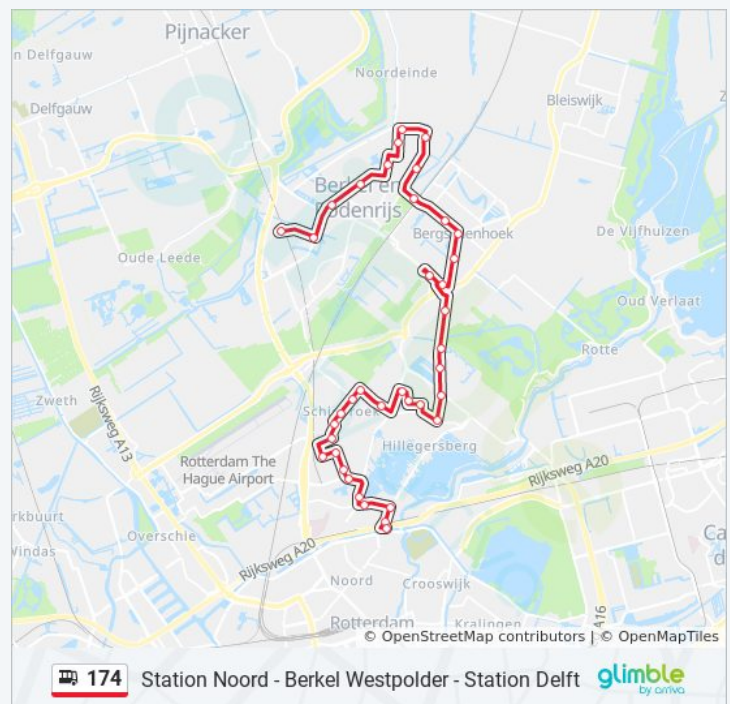 Pijnacker
n Delfgauw
Noordeinde
Bleiswijk
Delfgauw
Berkel en
Rodenrijs
Bergschenhoek
De Vijfhuizen
Oude Leede
Oud Verlaat
Rotte
Zweth
Rijksweg A13
Schiebroek
Hillegersberg
Rotterdam The
Hague Airport
Rijksweg A20
rkbuurt
Windas
Overschie
Rijksweg A20
Noord
Crooswijk
Ca
d
A16
Rotterdam
Kralingen
© OpenStreetMap contributors | © OpenMapTiles
174 Station Noord - Berkel Westpolder - Station Delft
glimble
by arriva